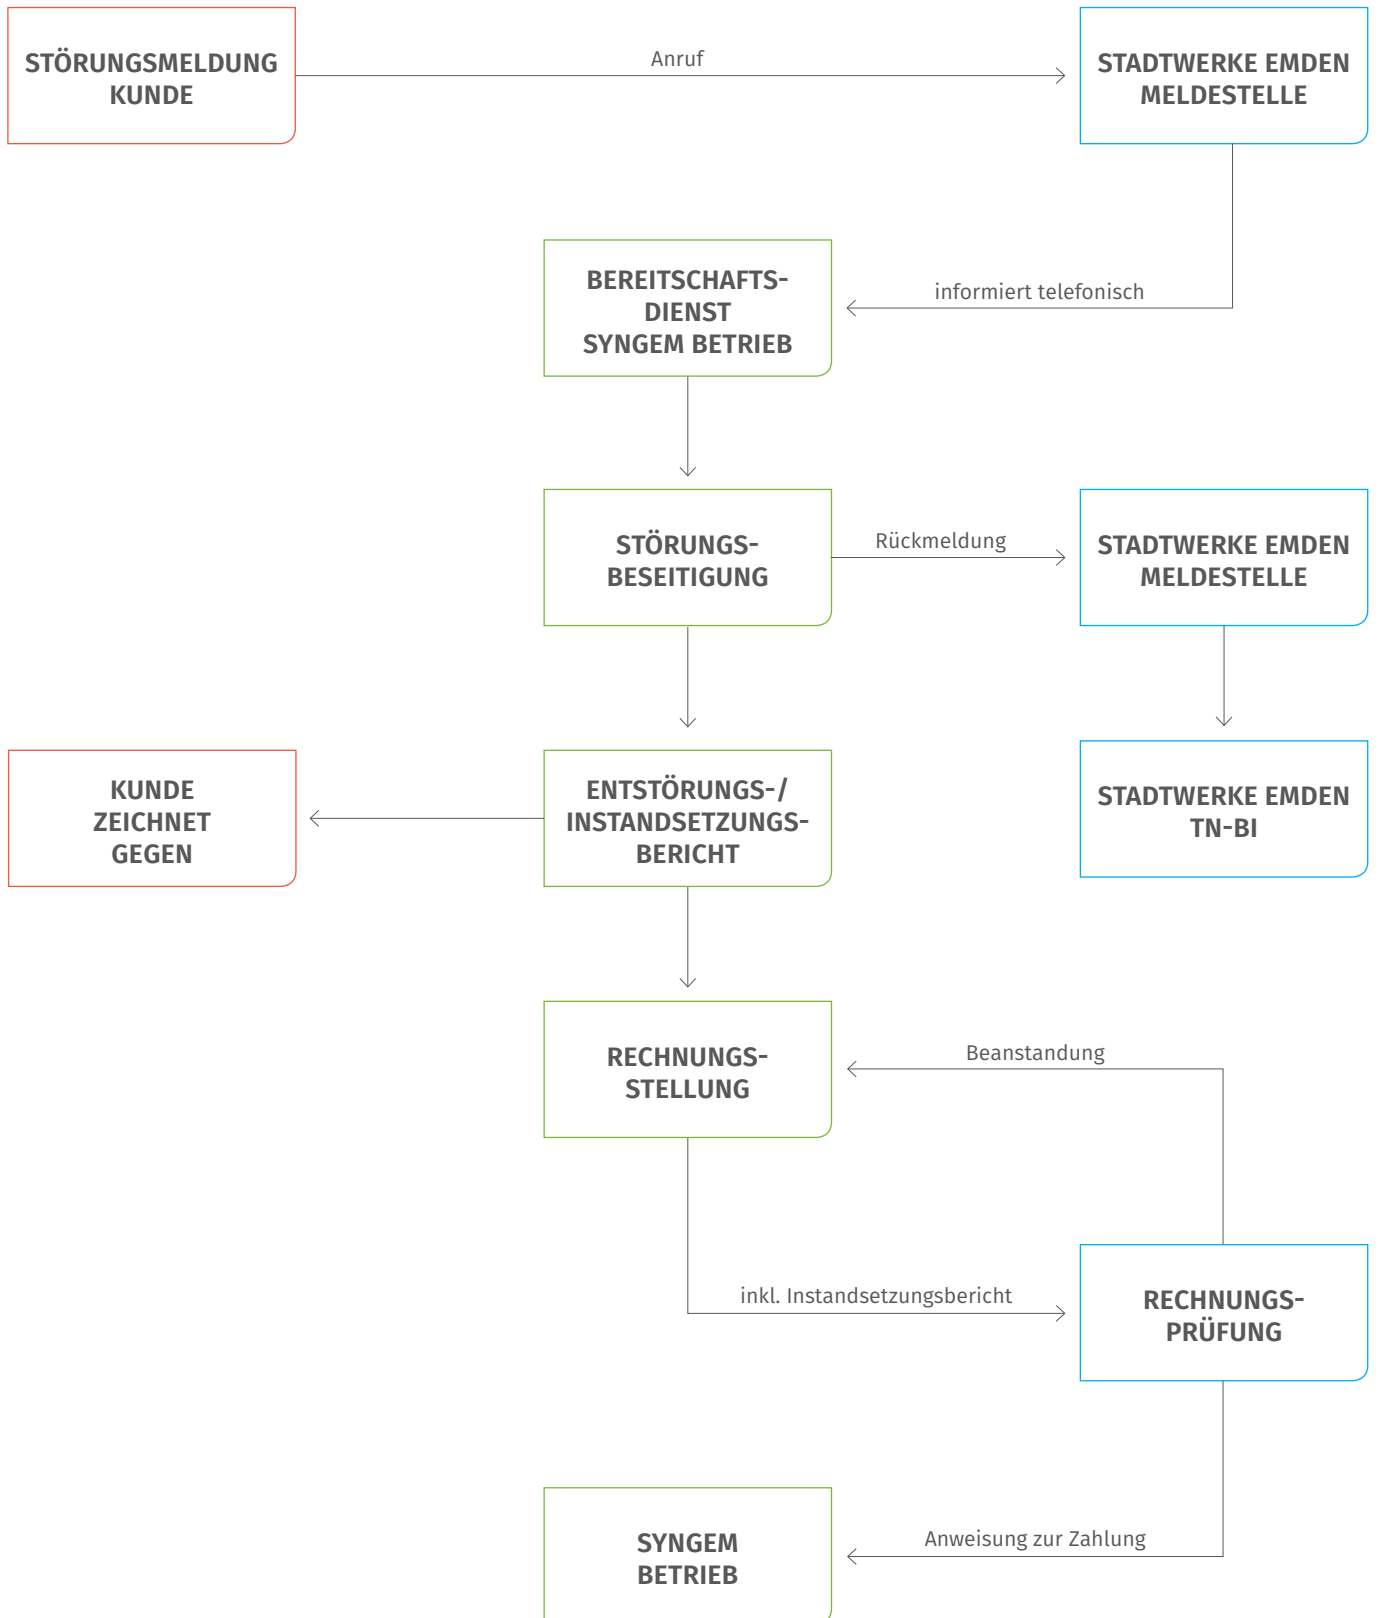 STÖRUNGSMELDUNG
KUNDE
Anruf
STADTWERKE EMDEN
MELDESTELLE
BEREITSCHAFTS-
DIENST
SYNGEM BETRIEB
informiert telefonisch
STÖRUNGS-
BESEITIGUNG
Rückmeldung
STADTWERKE EMDEN
MELDESTELLE
KUNDE
ZEICHNET
GEGEN
ENTSTÖRUNGS-/
INSTANDSETZUNGS-
BERICHT
STADTWERKE EMDEN
TN-BI
RECHNUNGS-
STELLUNG
Beanstandung
inkl. Instandsetzungsbericht
RECHNUNGS-
PRÜFUNG
SYNGEM
BETRIEB
Anweisung zur Zahlung